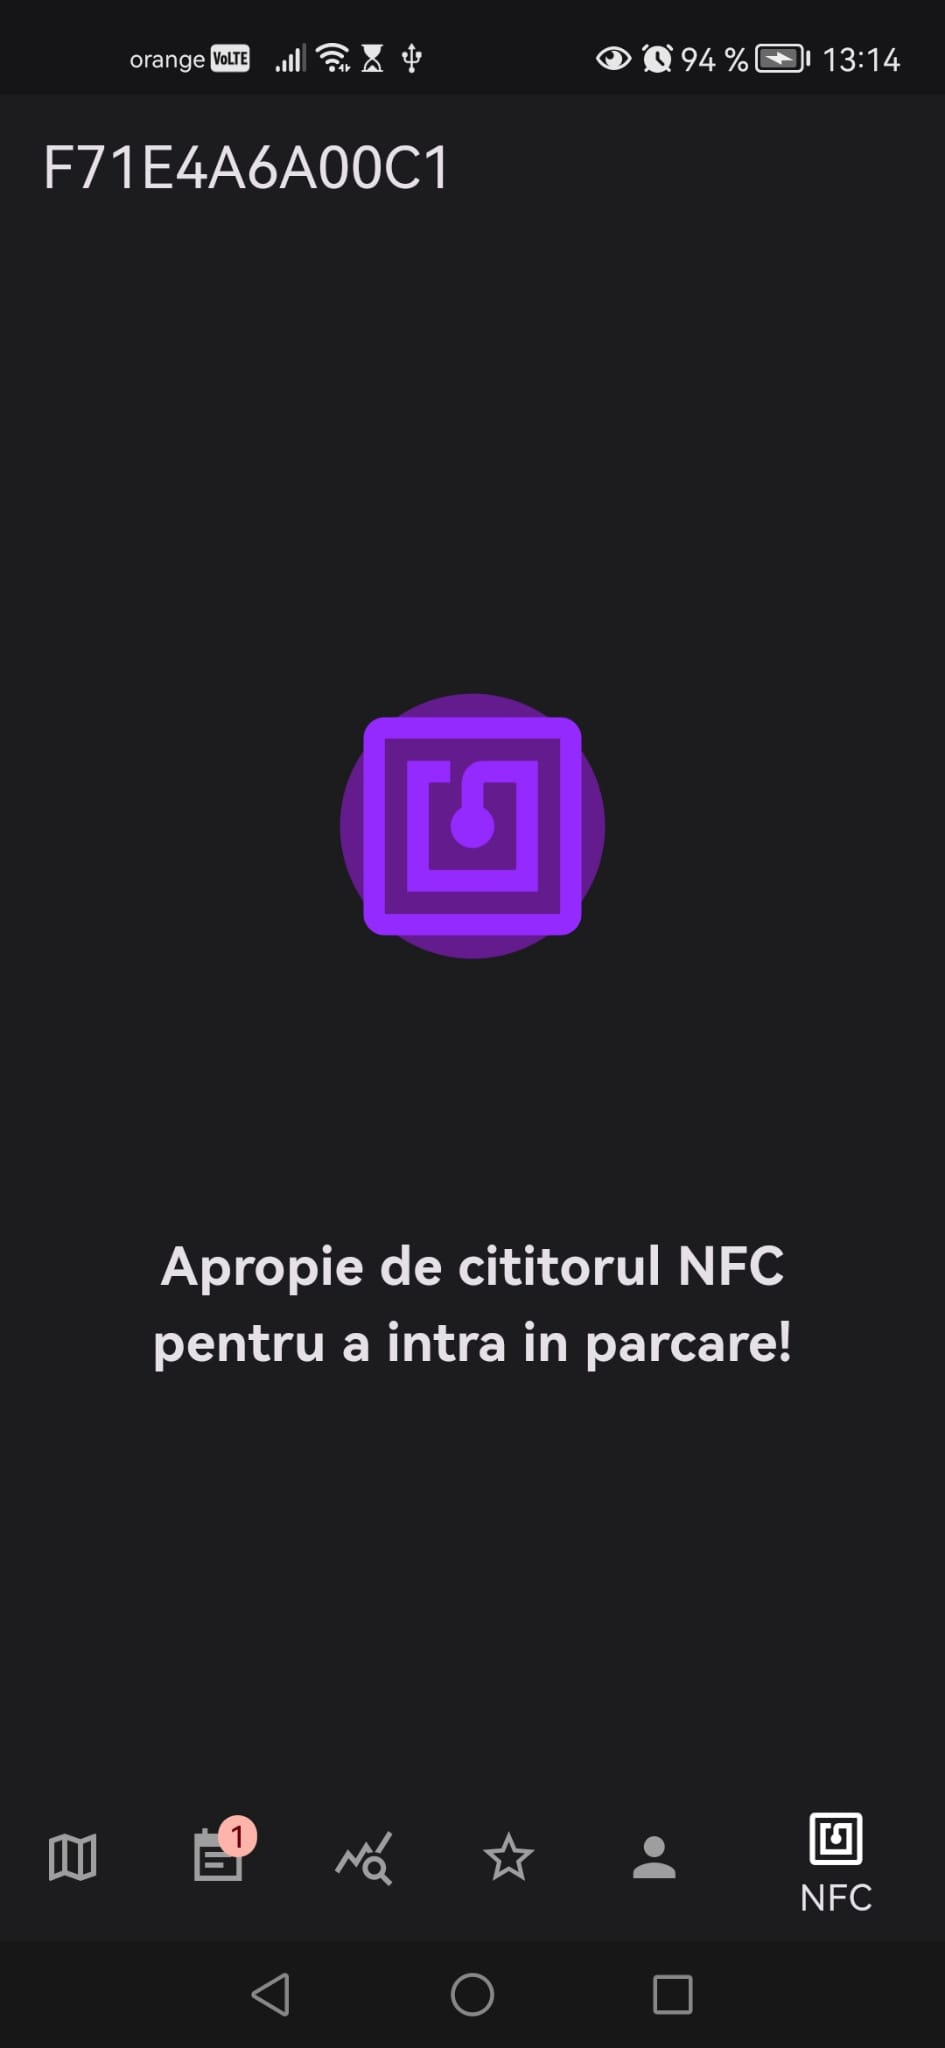 orange VoLTE 94 % 13:14
F71E4A6A00C1
Apropie de cititorul NFC
pentru a intra in parcare!
1
NFC